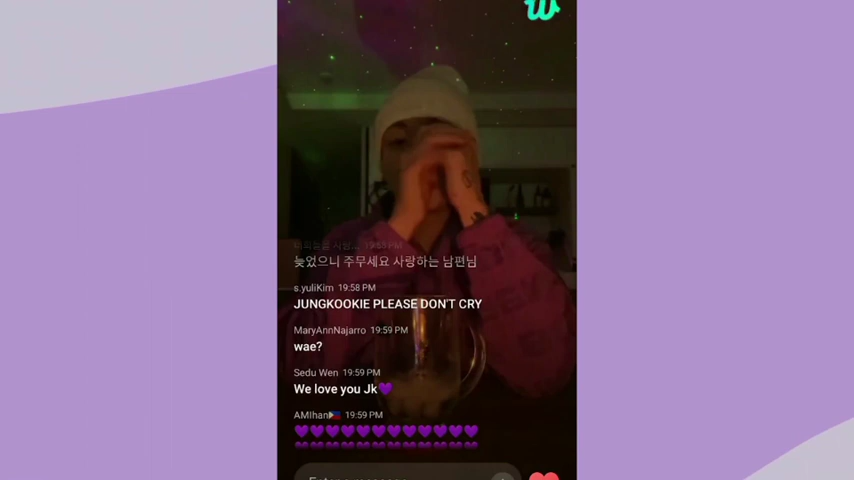 늦었으니 주무세요 사랑하는 남편님
s.yuliKim 19:58 PM
JUNGKOOKIE PLEASE DON'T CRY
MaryAnnNajarro 19:59 PM
wae?
Sedu Wen 19:59 PM
We love you Jk💜
AMIhan🇵🇭 19:59 PM
💜💜💜💜💜💜💜💜💜💜💜💜
💜💜💜💜💜💜💜💜💜💜💜💜